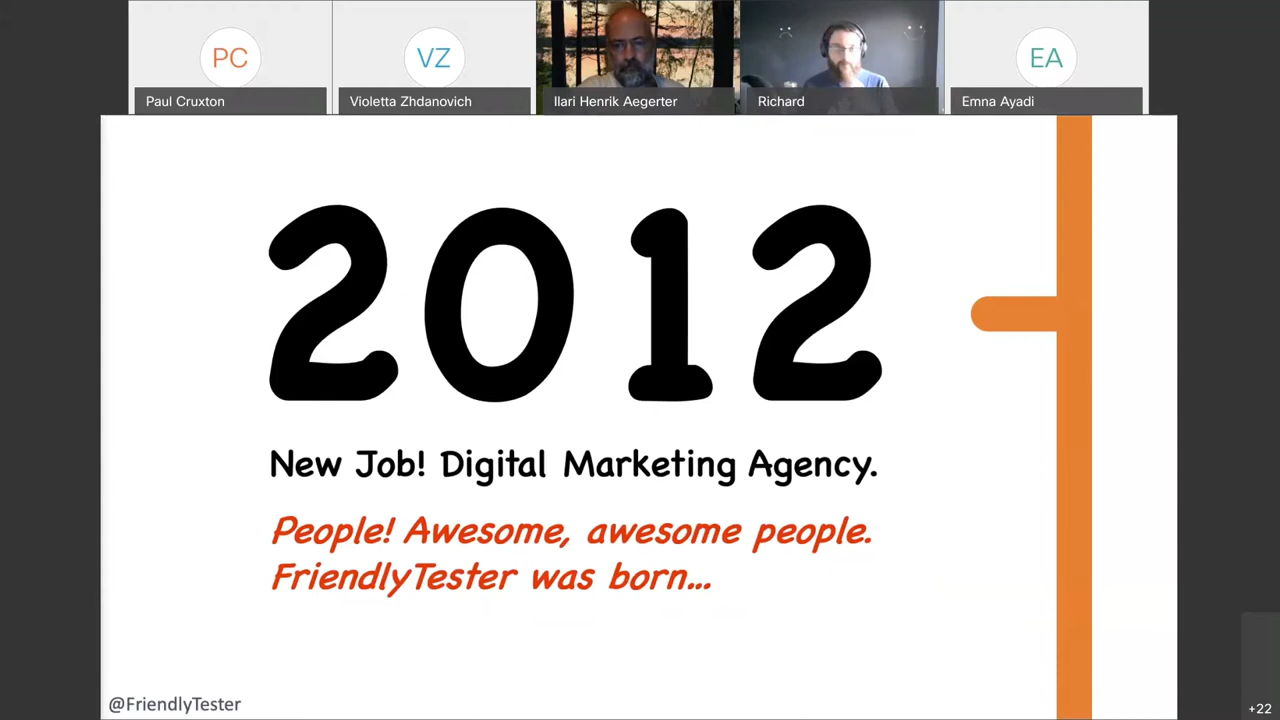 PC
VZ
EA
Paul Cruxton
Violetta Zhdanovich
Ilari Henrik Aegerter
Richard
Emna Ayadi
2012
New Job! Digital Marketing Agency.
People! Awesome, awesome people.
FriendlyTester was born...
@FriendlyTester
+22